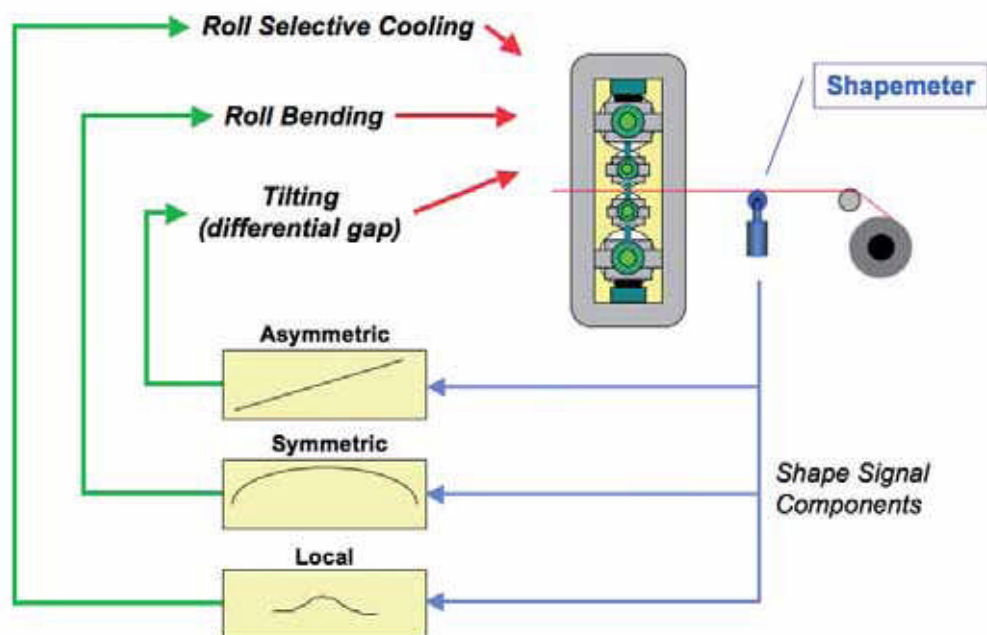 Roll Selective Cooling
Shapemeter
Roll Bending
Tilting
(differential gap)
Asymmetric
Symmetric
Shape Signal
Components
Local